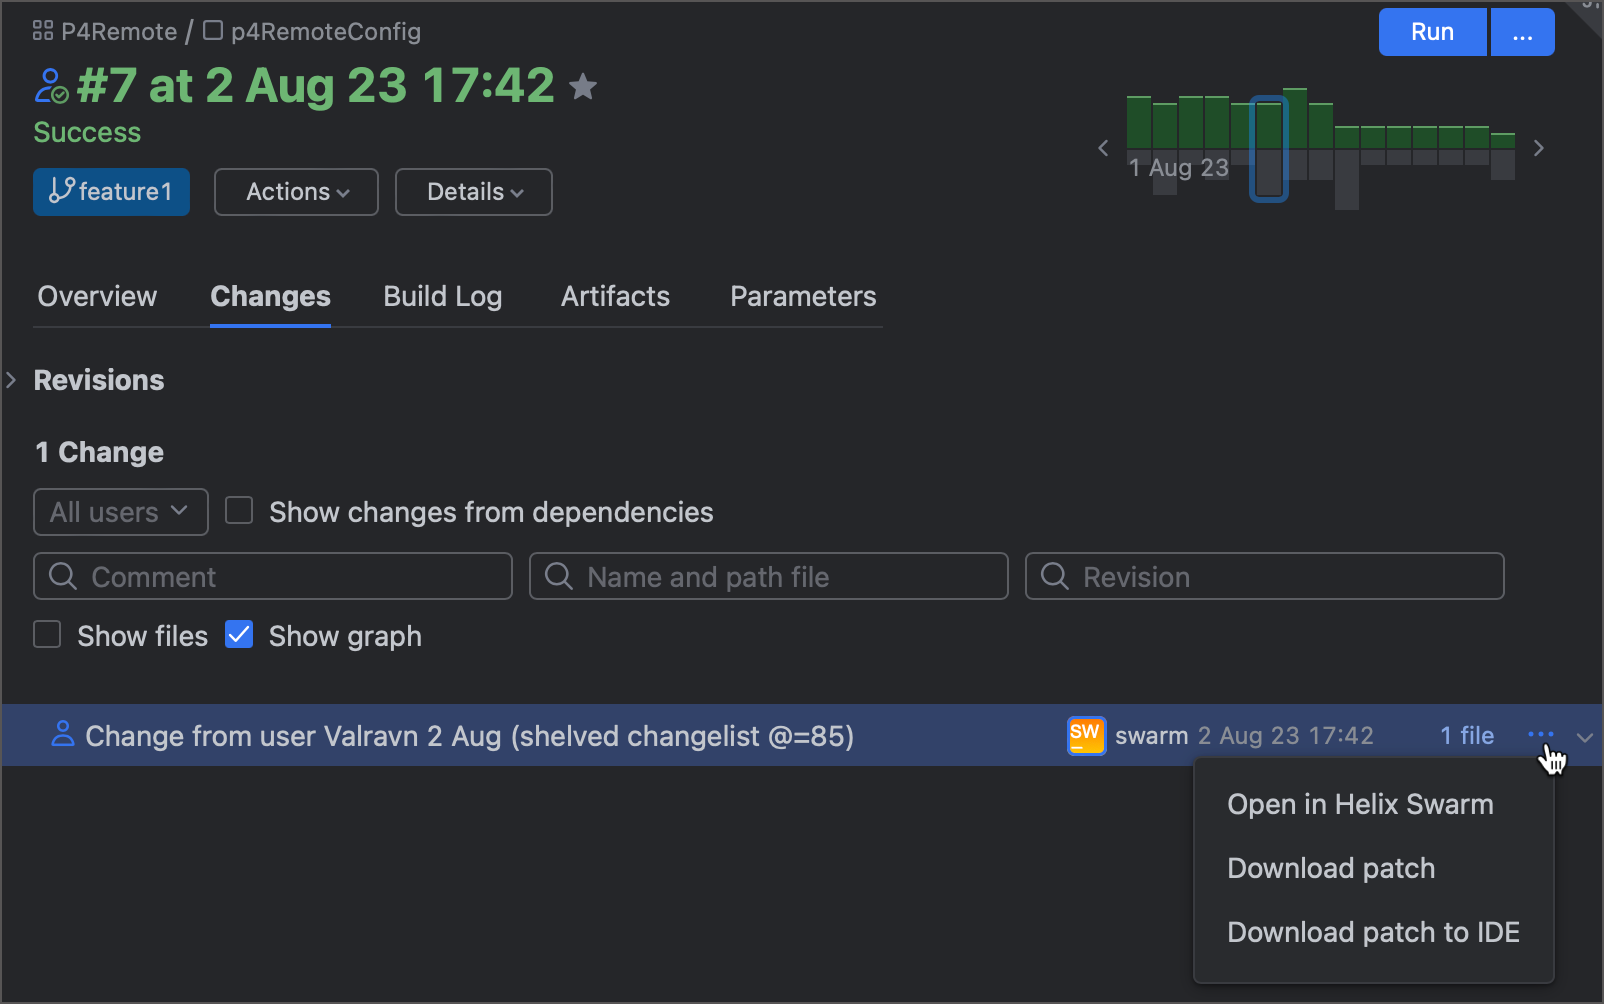 P4Remote / p4RemoteConfig
Run ...
#7 at 2 Aug 23 17:42
Success
1 Aug 23
feature1 Actions Details
Overview Changes Build Log Artifacts Parameters
Revisions
1 Change
All users Show changes from dependencies
Comment Name and path file Revision
Show files Show graph
Change from user Valravn 2 Aug (shelved changelist @=85) SW swarm 2 Aug 23 17:42 1 file ...
Open in Helix Swarm
Download patch
Download patch to IDE